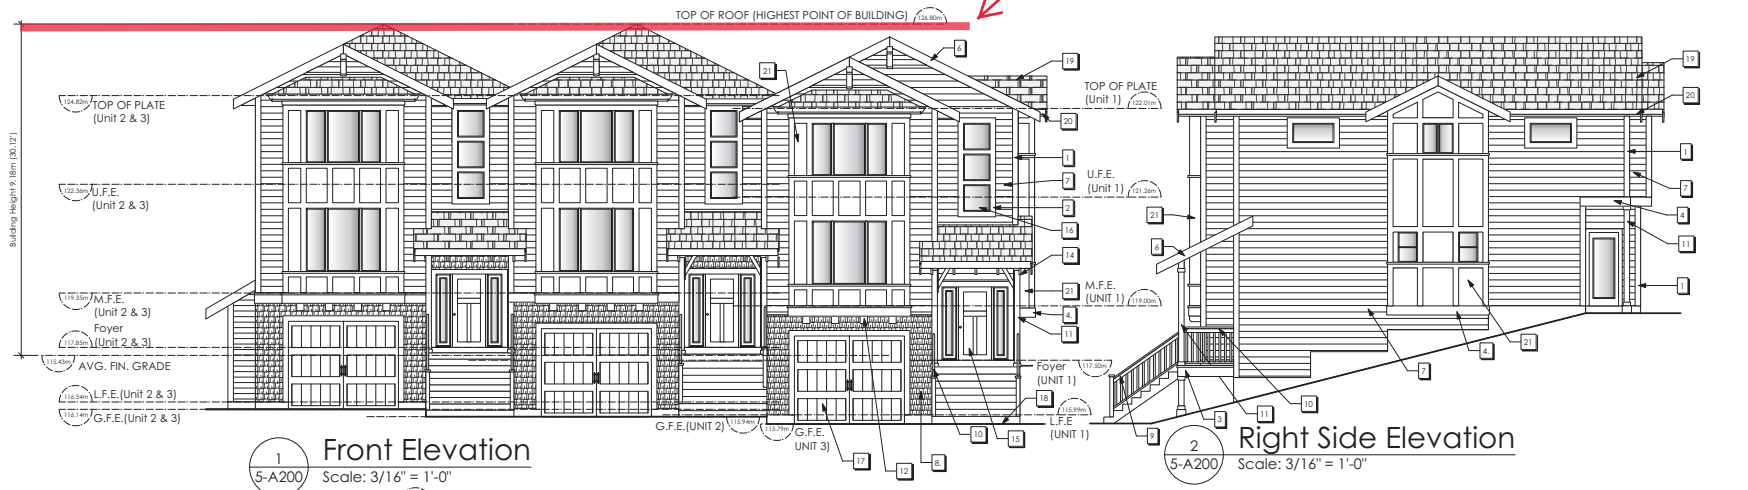 TOP OF ROOF (HIGHEST POINT OF BUILDING) 126.80m
Building Height 9.18m (30.12')
124.82m TOP OF PLATE
(Unit 2 & 3)
122.36m U.F.E.
(Unit 2 & 3)
119.35m M.F.E.
(Unit 2 & 3)
Foyer
117.85m (Unit 2 & 3)
115.43m AVG. FIN. GRADE
116.34m L.F.E.(Unit 2 & 3)
116.14m G.F.E.(Unit 2 & 3)
G.F.E.(UNIT 2) 115.94m
115.79m G.F.E.
UNIT 3)
21
6
19
20
1
7
2
16
14
21
4.
11
18
15
10
8.
12
17
TOP OF PLATE
(Unit 1) 122.01m
U.F.E.
(Unit 1) 121.26m
M.F.E.
(UNIT 1) 119.00m
Foyer 117.50m
(UNIT 1)
115.99m
L.F.E
(UNIT 1)
1
5-A200
Front Elevation
Scale: 3/16" = 1'-0"
19
20
1
7
4
11
1
21
6
21
4.
7
10
11
3
9
2
5-A200
Right Side Elevation
Scale: 3/16" = 1'-0"